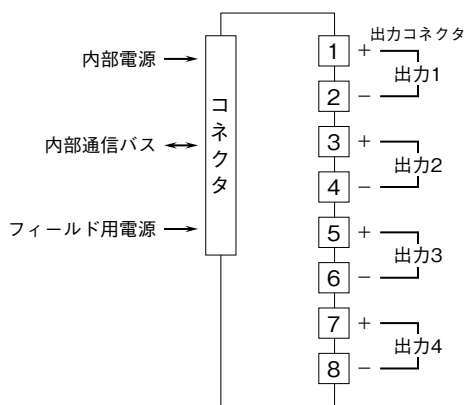 内部電源
内部通信バス
フィールド用電源
コネクタ
出力コネクタ
1 +
2 −
出力1
3 +
4 −
出力2
5 +
6 −
出力3
7 +
8 −
出力4